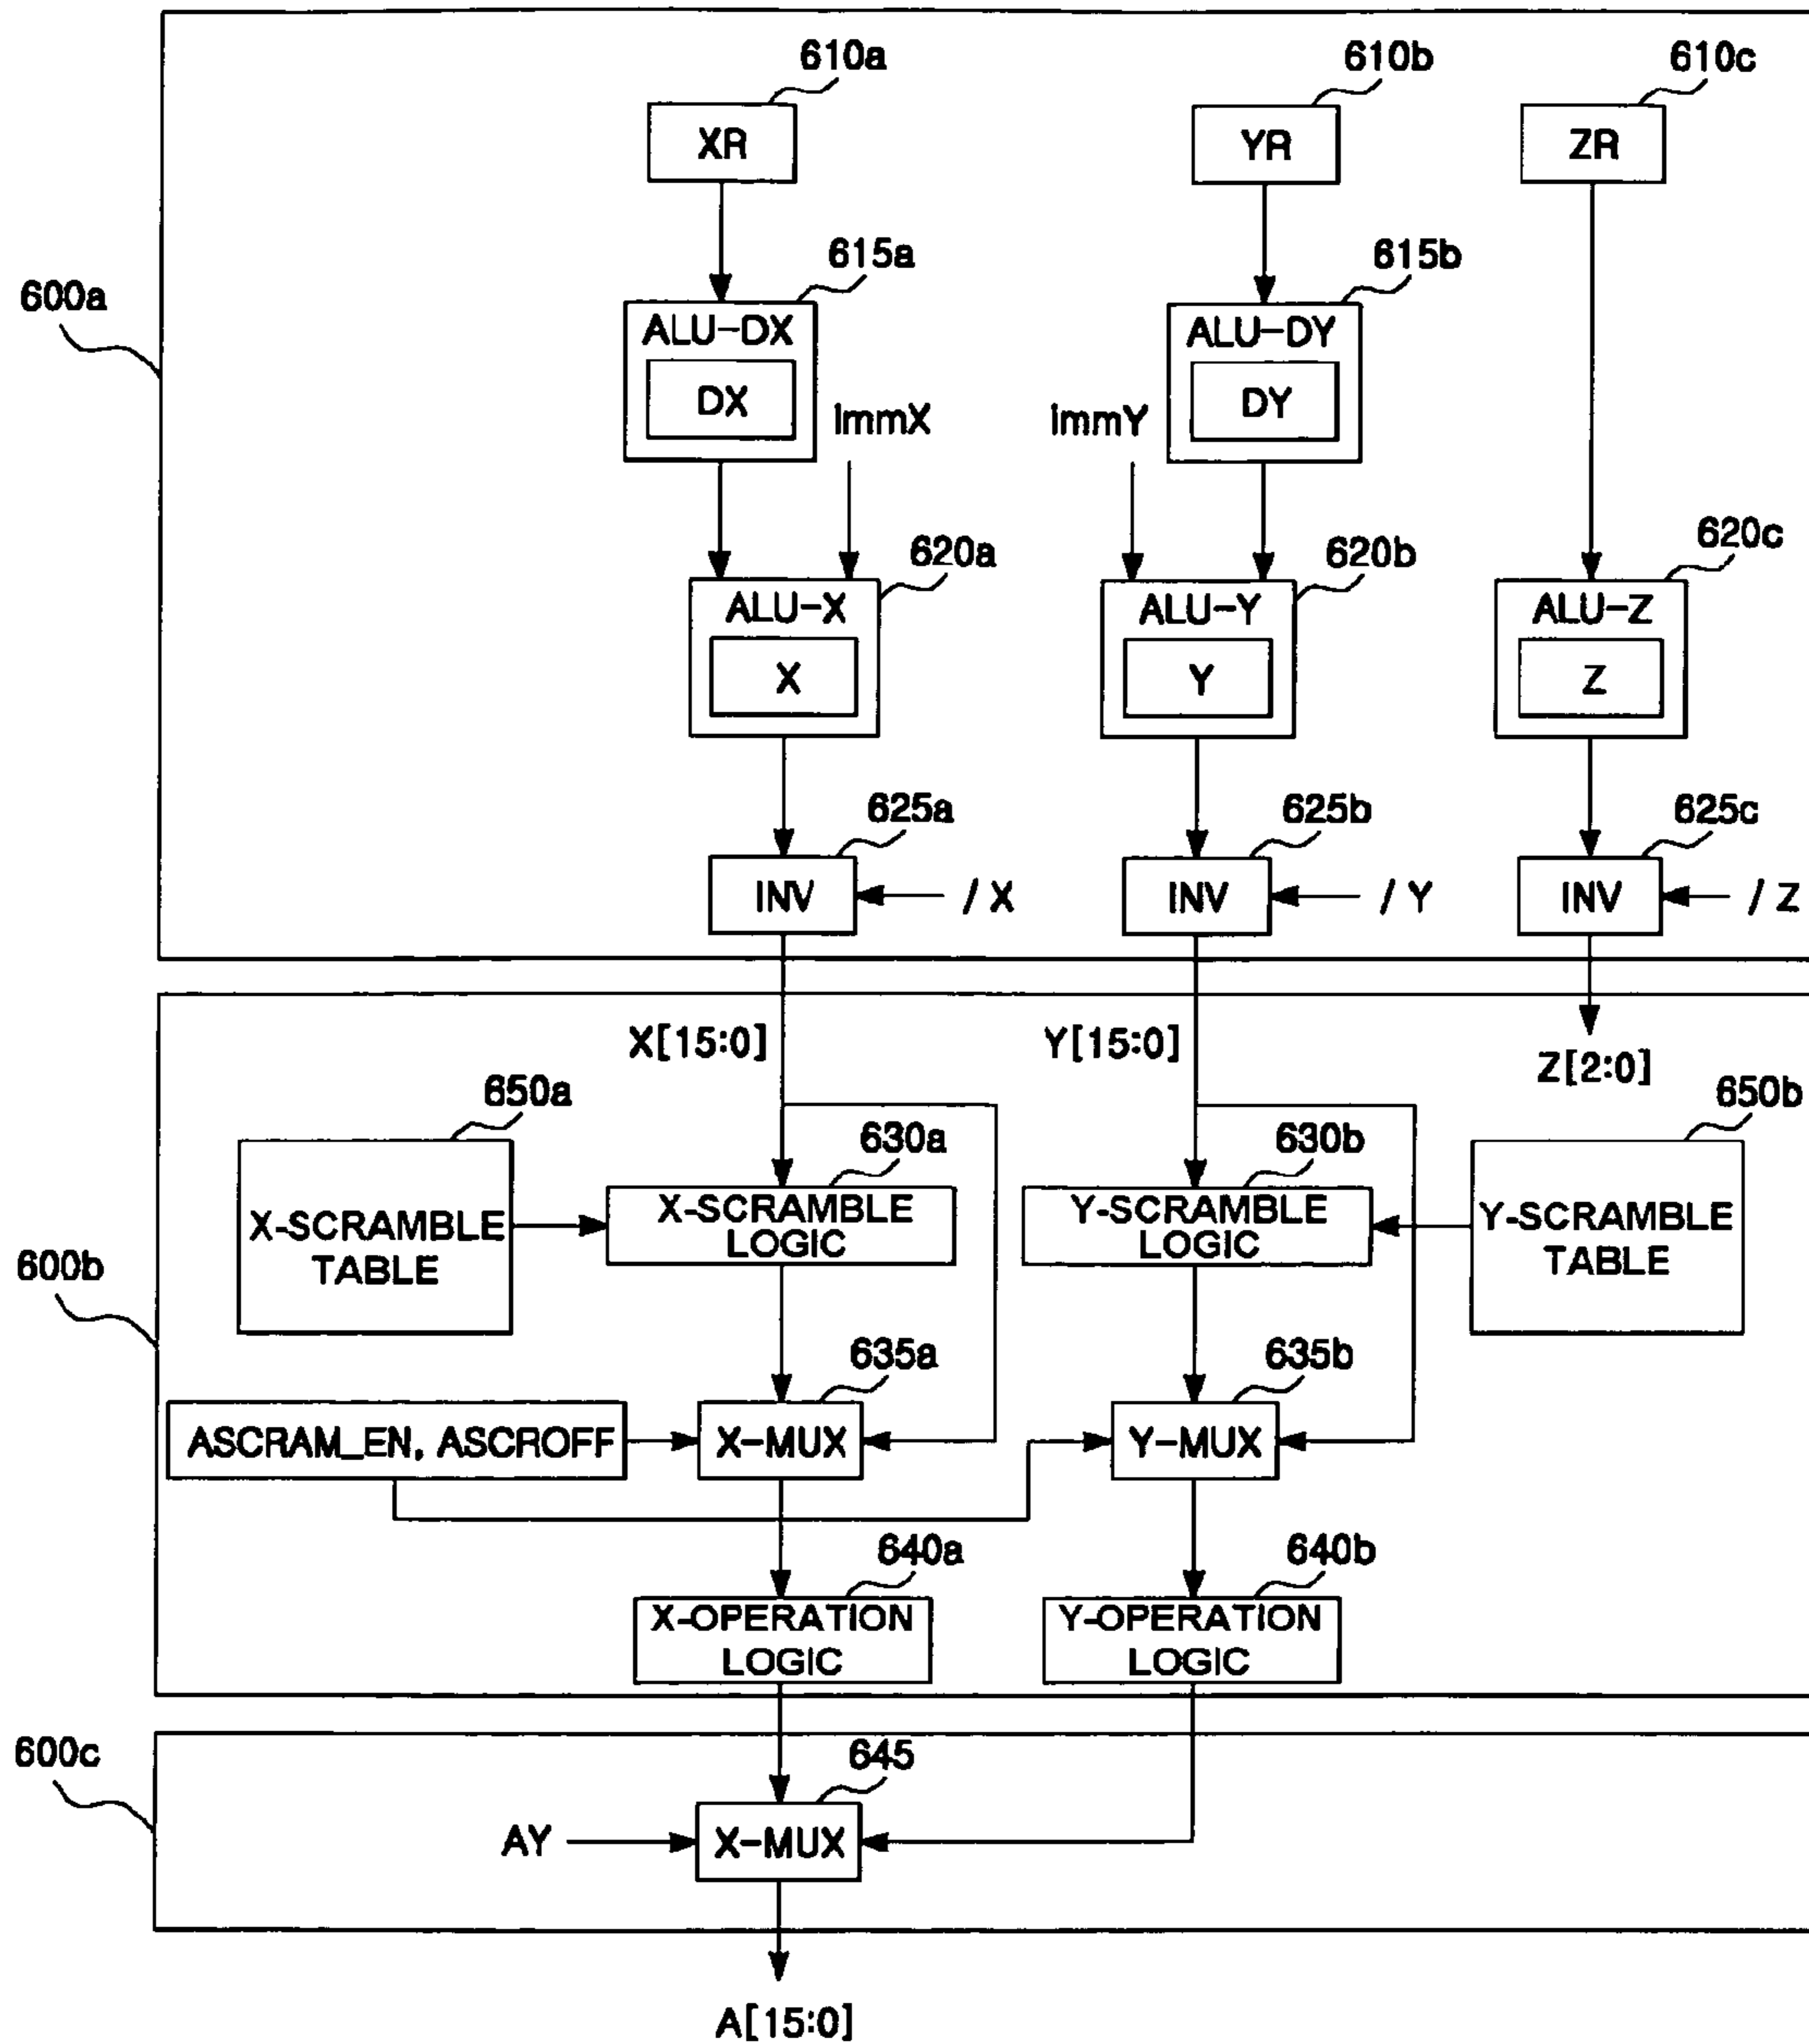 610a
610b
610c
XR
YR
ZR
615a
615b
600a
ALU-DX
ALU-DY
DX
DY
immX
immY
620a
620b
620c
ALU-X
ALU-Y
ALU-Z
X
Y
Z
625a
625b
625c
INV
/ X
INV
/ Y
INV
/ Z
X[15:0]
Y[15:0]
Z[2:0]
650a
650b
630a
630b
X-SCRAMBLE
LOGIC
Y-SCRAMBLE
LOGIC
X-SCRAMBLE
TABLE
Y-SCRAMBLE
TABLE
600b
635a
635b
ASCRAM_EN, ASCROFF
X-MUX
Y-MUX
640a
640b
X-OPERATION
LOGIC
Y-OPERATION
LOGIC
600c
645
AY
X-MUX
A[15:0]